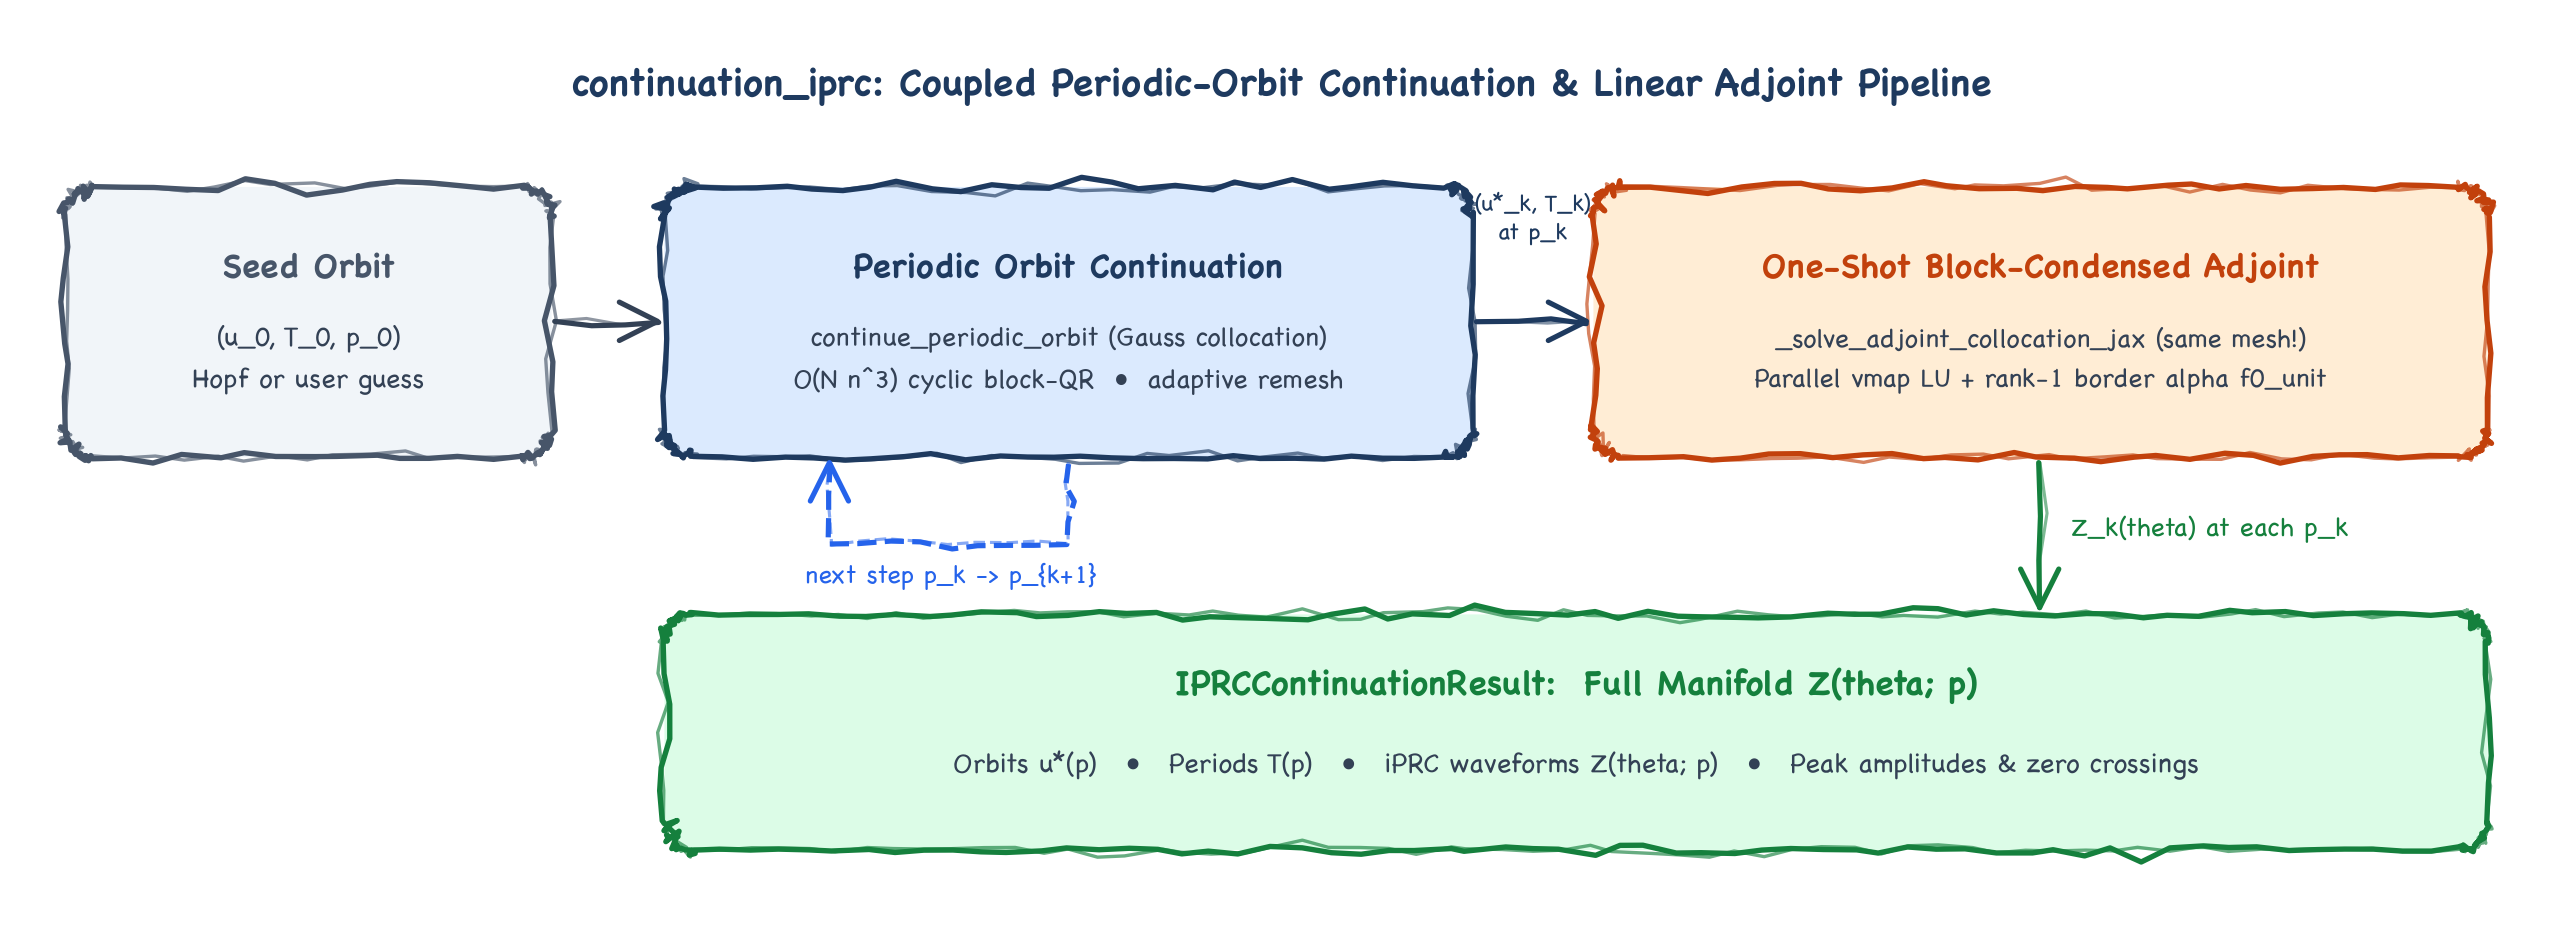 continuation_iprc: Coupled Periodic-Orbit Continuation & Linear Adjoint Pipeline
Seed Orbit
(u_0, T_0, p_0)
Hopf or user guess
Periodic Orbit Continuation
continue_periodic_orbit (Gauss collocation)
O(N n^3) cyclic block-QR • adaptive remesh
(u*_k, T_k)
at p_k
One-Shot Block-Condensed Adjoint
_solve_adjoint_collocation_jax (same mesh!)
Parallel vmap LU + rank-1 border alpha f0_unit
next step p_k -> p_{k+1}
Z_k(theta) at each p_k
IPRCContinuationResult: Full Manifold Z(theta; p)
Orbits u*(p) • Periods T(p) • iPRC waveforms Z(theta; p) • Peak amplitudes & zero crossings